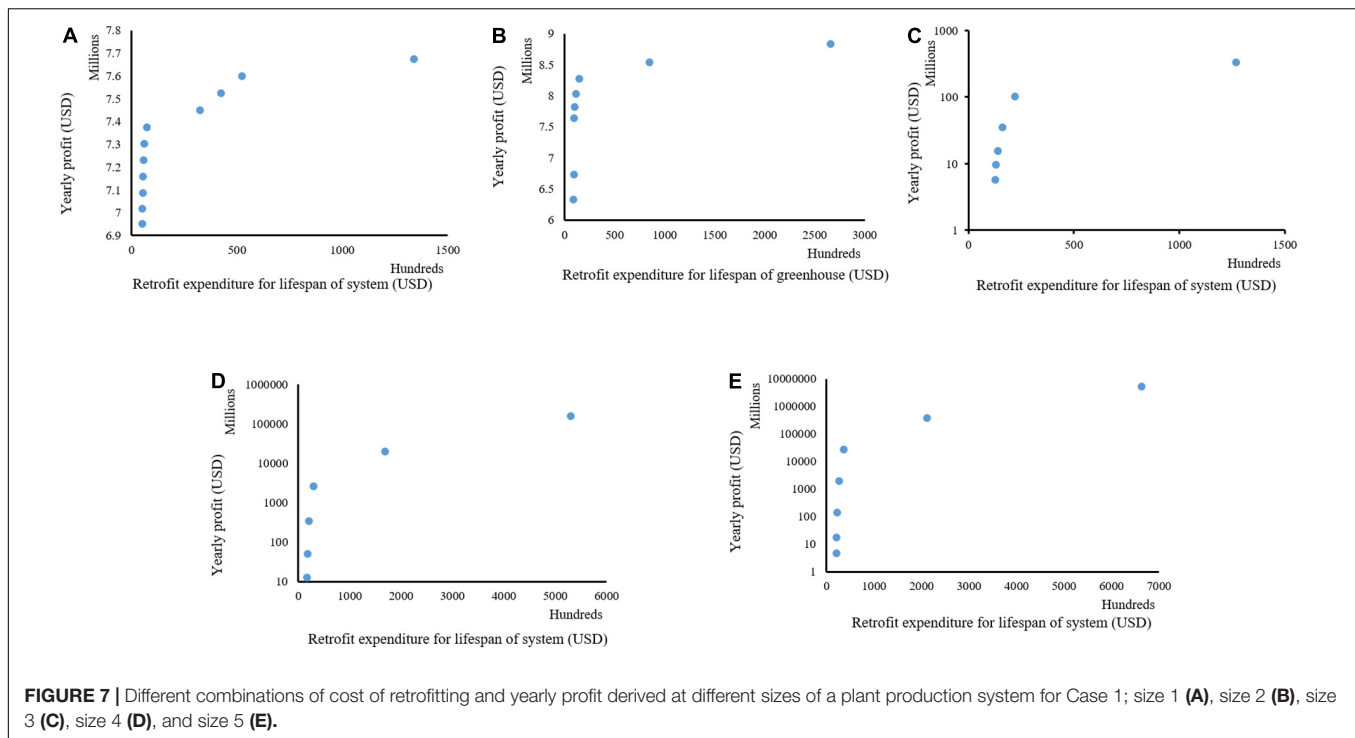 A
7.8
7.7
7.6
7.5
7.4
7.3
7.2
7.1
7
6.9
Millions
Yearly profit (USD)
0 500 1000 1500
Hundreds
Retrofit expenditure for lifespan of system (USD)
B
9
8.5
8
7.5
7
6.5
6
Millions
Yearly profit (USD)
0 500 1000 1500 2000 2500 3000
Hundreds
Retrofit expenditure for lifespan of greenhouse (USD)
C
1000
100
10
1
Millions
Yearly profit (USD)
0 500 1000 1500
Hundreds
Retrofit expenditure for lifespan of system (USD)
D
1000000
100000
10000
1000
100
10
Millions
Yearly profit (USD)
0 1000 2000 3000 4000 5000 6000
Hundreds
Retrofit expenditure for lifespan of system (USD)
E
10000000
1000000
100000
10000
1000
100
10
1
Millions
Yearly profit (USD)
0 1000 2000 3000 4000 5000 6000 7000
Hundreds
Retrofit expenditure for lifespan of system (USD)
FIGURE 7 | Different combinations of cost of retrofitting and yearly profit derived at different sizes of a plant production system for Case 1; size 1 (A), size 2 (B), size
3 (C), size 4 (D), and size 5 (E).